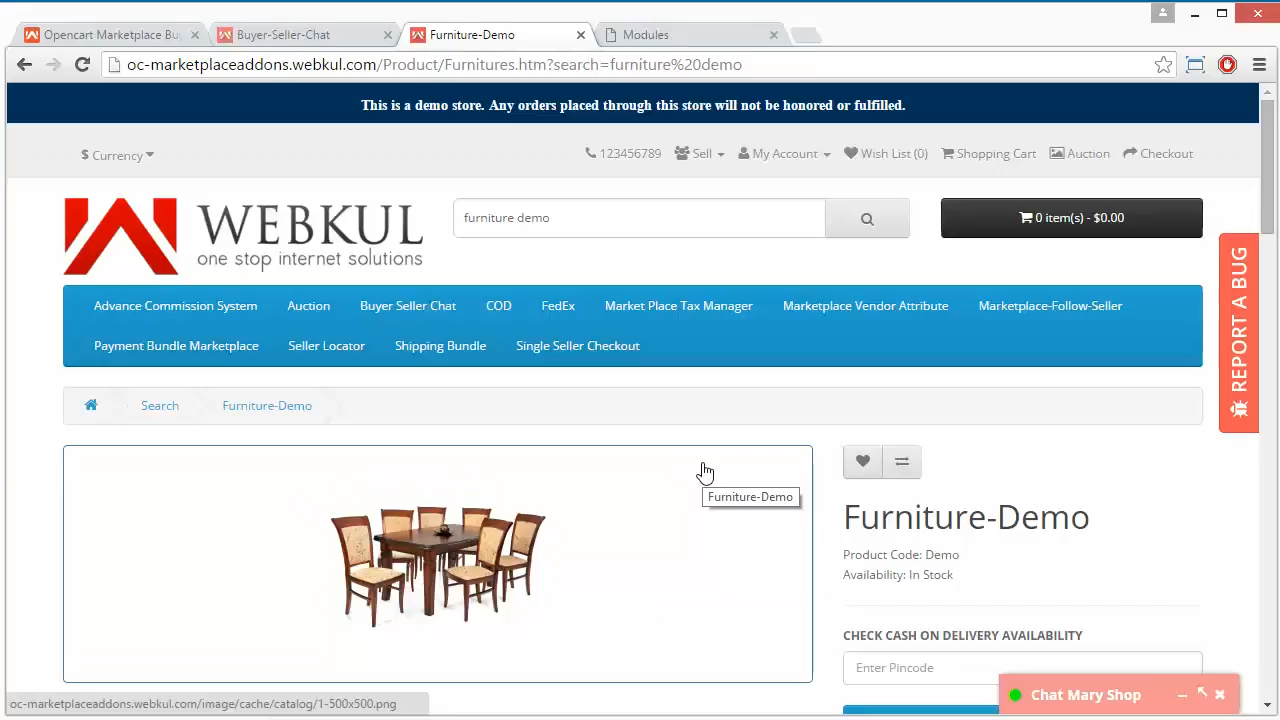 Opencart Marketplace Bu
Buyer-Seller-Chat
Furniture-Demo
Modules
oc-marketplaceaddons.webkul.com/Product/Furnitures.htm?search=furniture%20demo
This is a demo store. Any orders placed through this store will not be honored or fulfilled.
$ Currency
123456789
Sell
My Account
Wish List (0)
Shopping Cart
Auction
Checkout
WEBKUL
one stop internet solutions
furniture demo
0 item(s) - $0.00
REPORT A BUG
Advance Commission System
Auction
Buyer Seller Chat
COD
FedEx
Market Place Tax Manager
Marketplace Vendor Attribute
Marketplace-Follow-Seller
Payment Bundle Marketplace
Seller Locator
Shipping Bundle
Single Seller Checkout
Search
Furniture-Demo
Furniture-Demo
Furniture-Demo
Product Code: Demo
Availability: In Stock
CHECK CASH ON DELIVERY AVAILABILITY
Enter Pincode
Chat Mary Shop
oc-marketplaceaddons.webkul.com/image/cache/catalog/1-500x500.png